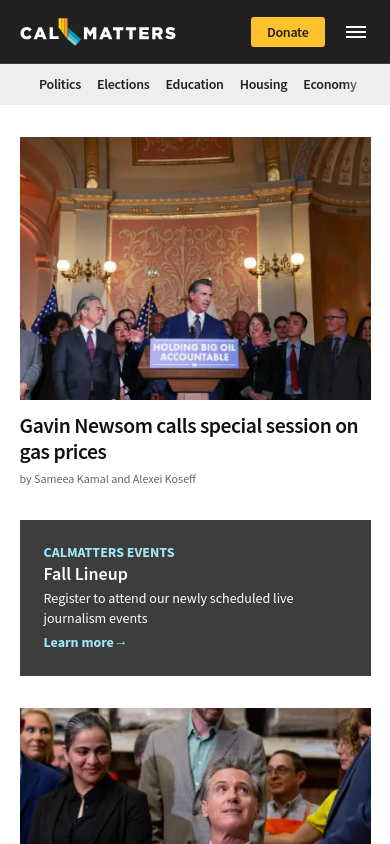 CAL MATTERS
Donate
Politics Elections Education Housing Economy
HOLDING BIG OIL
ACCOUNTABLE
Gavin Newsom calls special session on
gas prices
by Sameea Kamal and Alexei Koseff
CALMATTERS EVENTS
Fall Lineup
Register to attend our newly scheduled live
journalism events
Learn more→